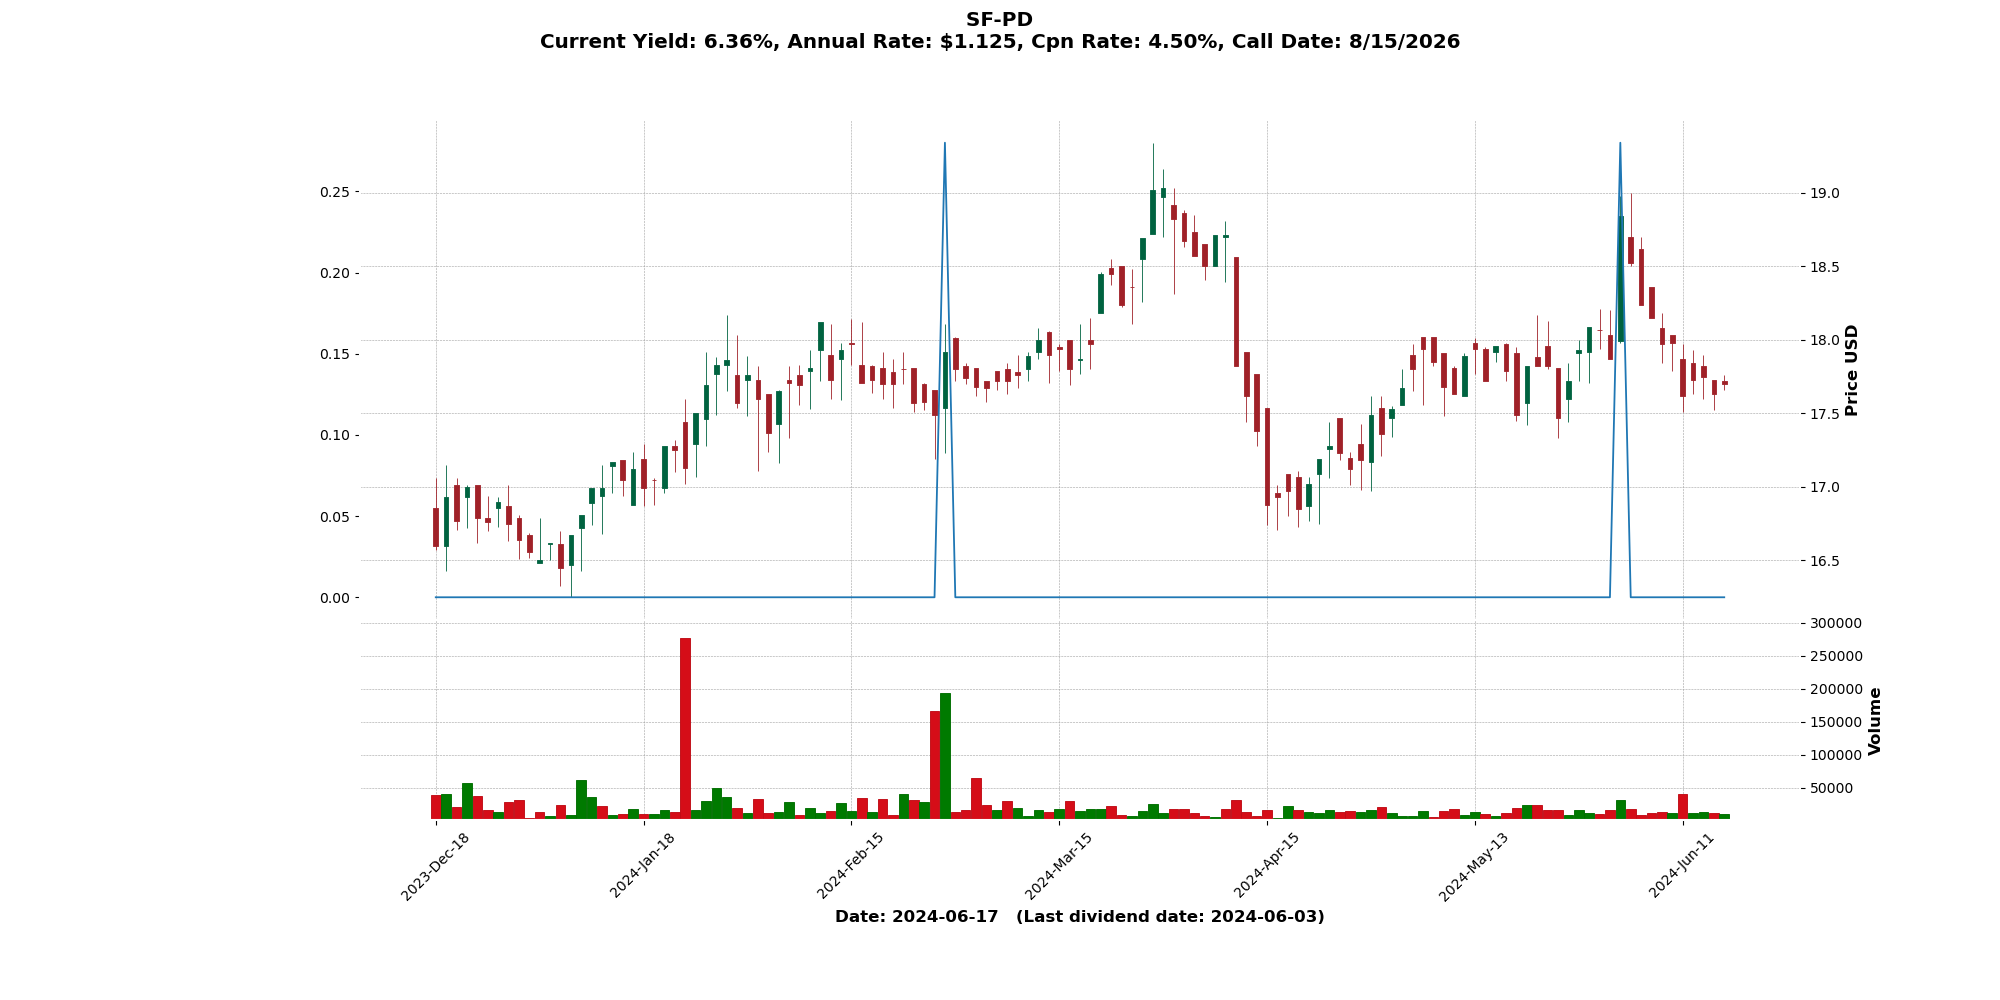 SF-PD
Current Yield: 6.36%, Annual Rate: $1.125, Cpn Rate: 4.50%, Call Date: 8/15/2026
0.25
0.20
0.15
0.10
0.05
0.00
19.0
18.5
18.0
17.5
17.0
16.5
Price USD
300000
250000
200000
150000
100000
50000
Volume
2023-Dec-18
2024-Jan-18
2024-Feb-15
2024-Mar-15
2024-Apr-15
2024-May-13
2024-Jun-11
Date: 2024-06-17 (Last dividend date: 2024-06-03)